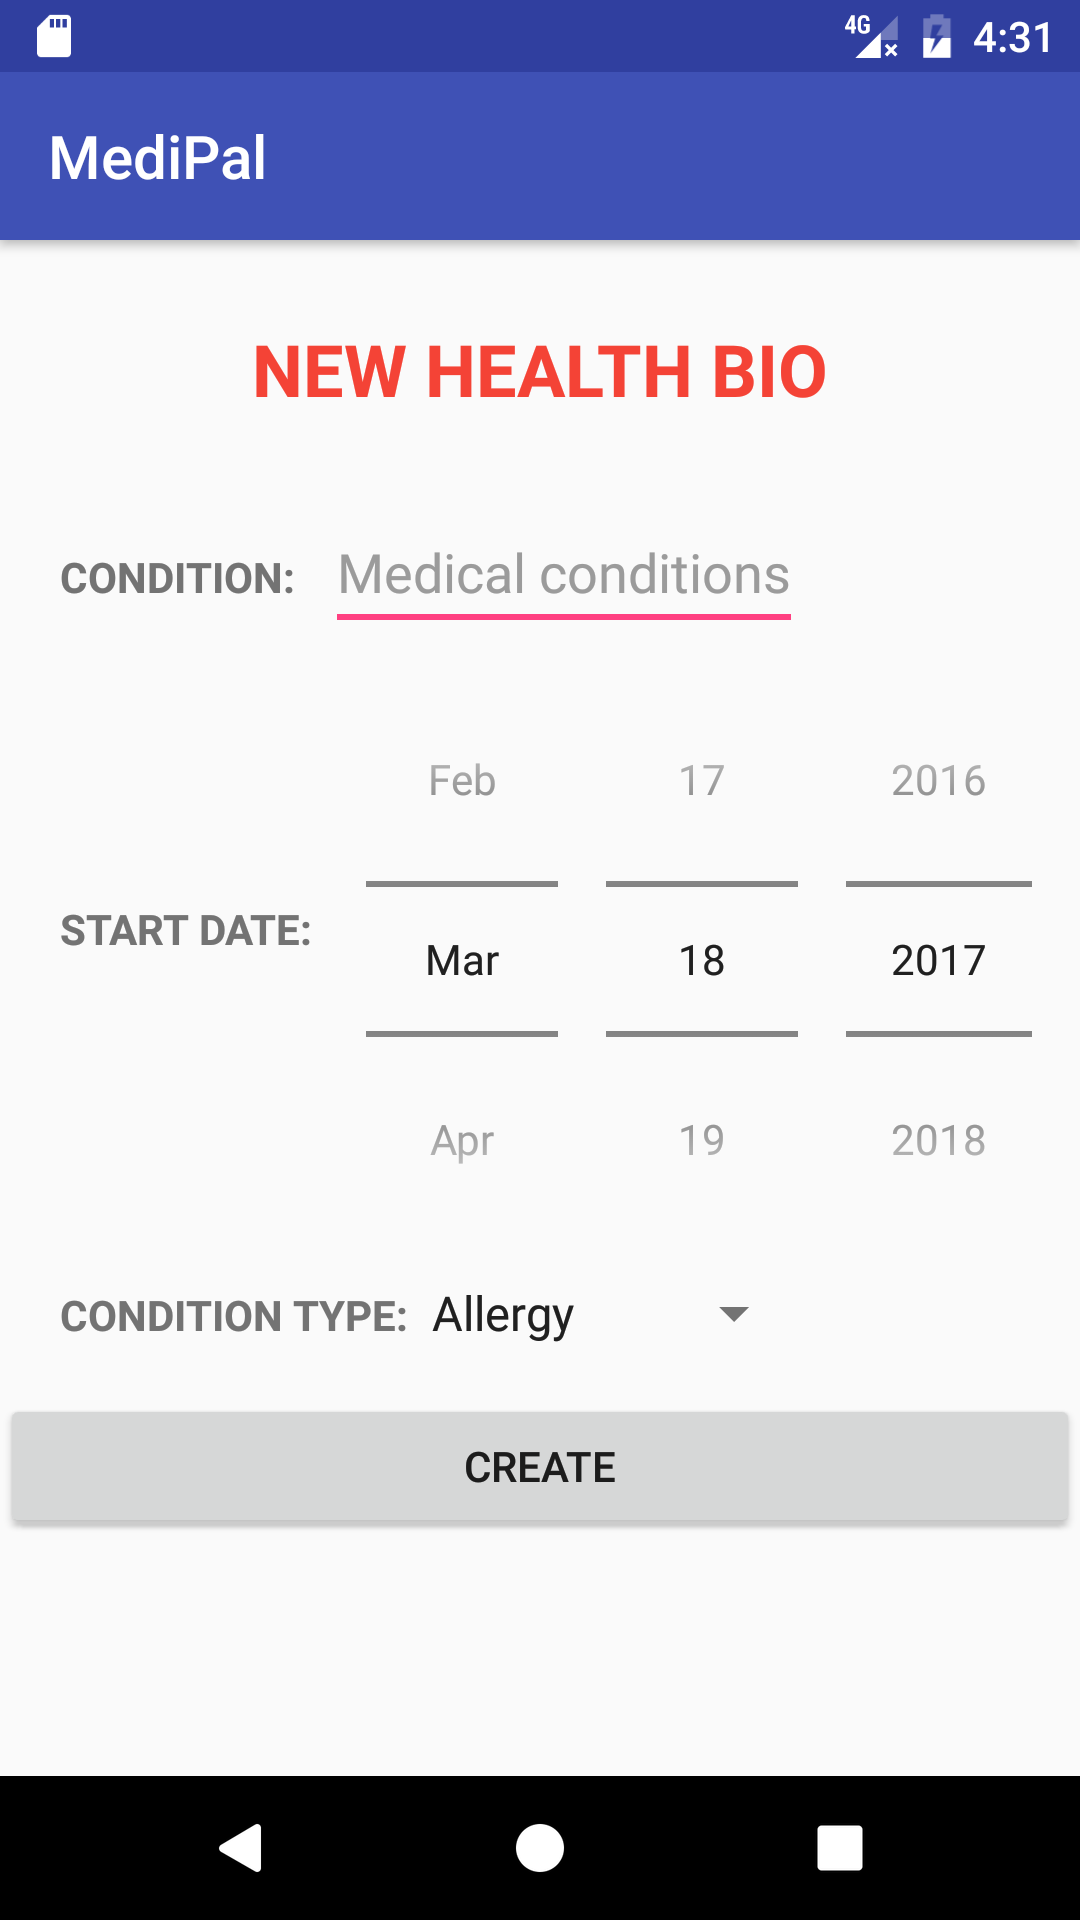 4G 4:31
MediPal
NEW HEALTH BIO
CONDITION: Medical conditions
Feb 17 2016
START DATE:
Mar 18 2017
Apr 19 2018
CONDITION TYPE: Allergy
CREATE